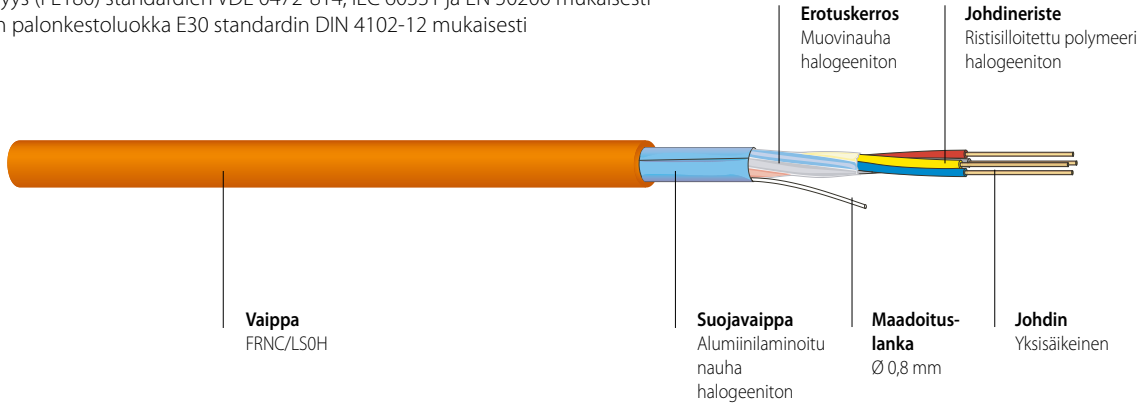 (FE180) standardien VDE 0472-814, IEC 60331 ja EN 50200 mukaisesti
palonkestoluokka E30 standardin DIN 4102-12 mukaisesti
Erotuskerros
Muovinauha
halogeeniton
Johdineriste
Ristisilloitettu polymeeri
halogeeniton
Vaippa
FRNC/LS0H
Suojavaippa
Alumiinilaminoitu
nauha
halogeeniton
Maadoitus-
lanka
Ø 0,8 mm
Johdin
Yksisäikeinen